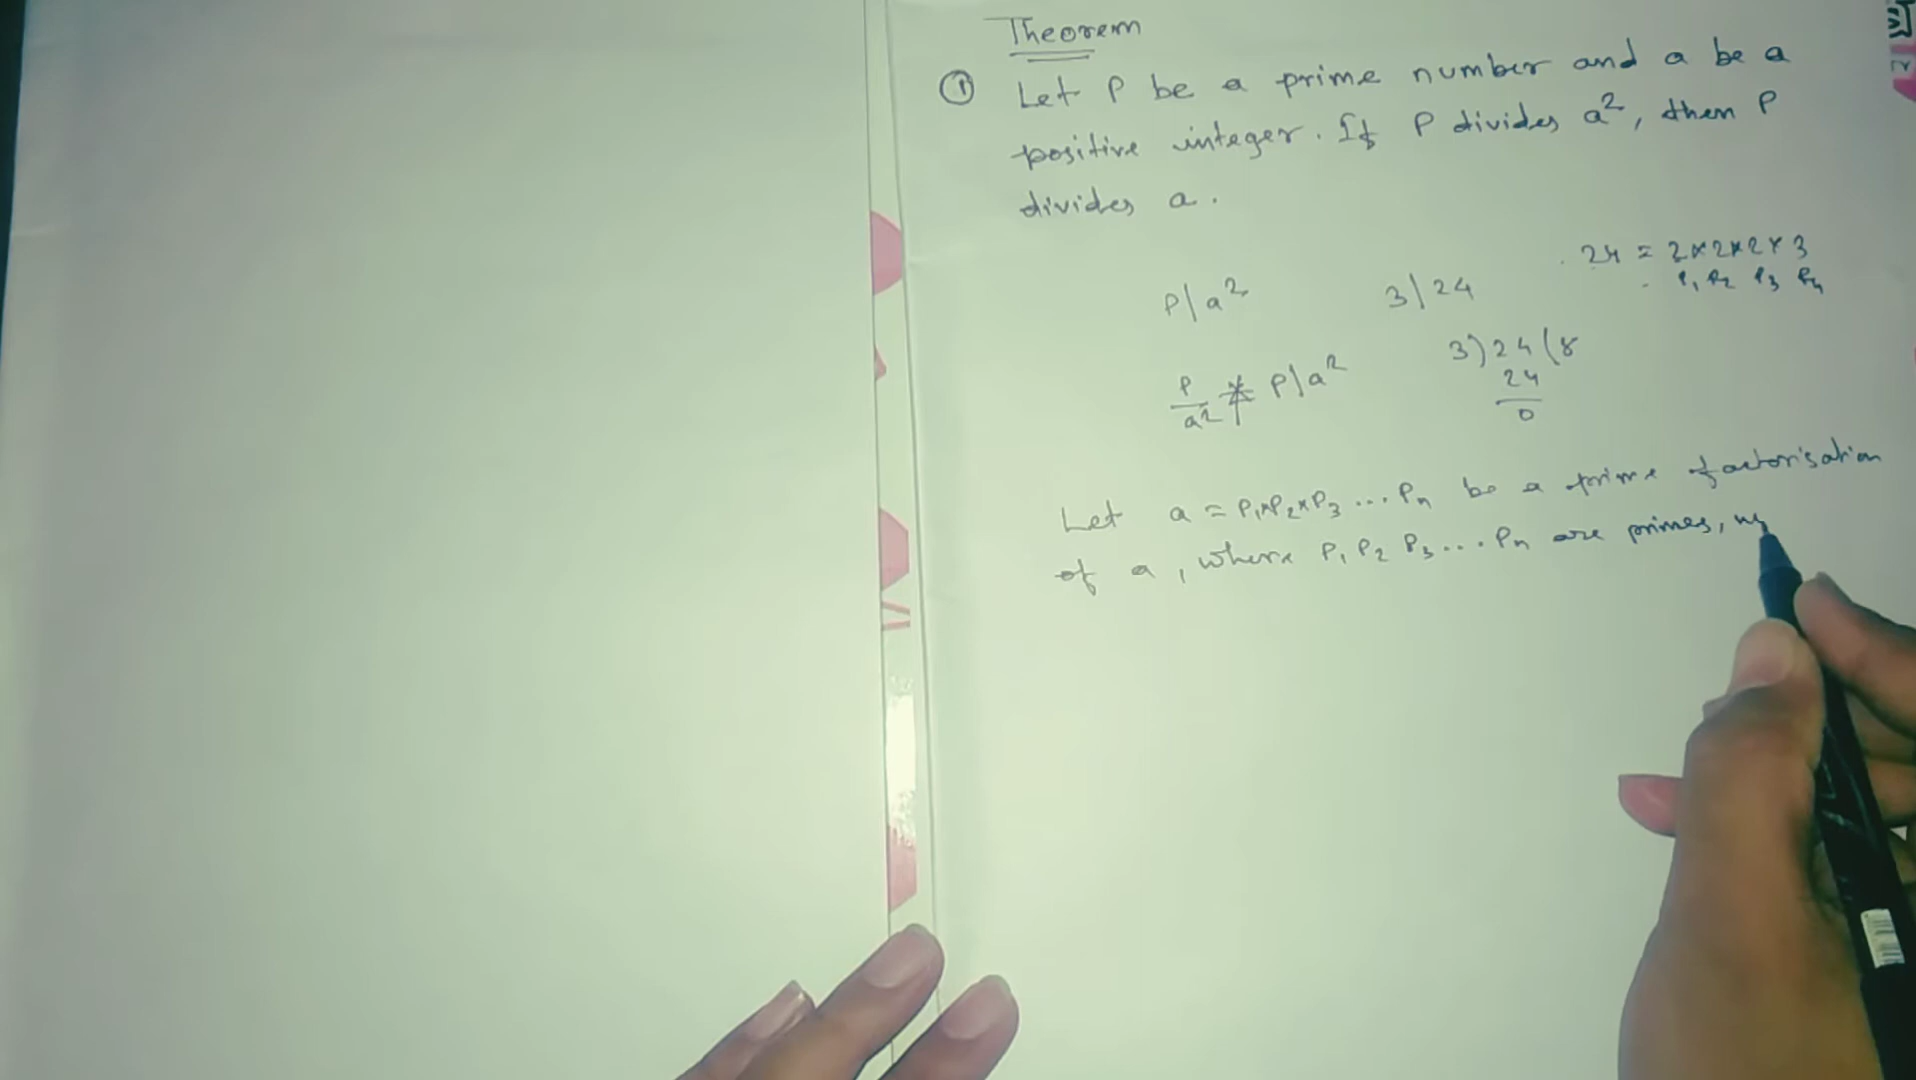 Theorem
① Let P be a prime number and a be a
positive integer. If P divides a², then P
divides a.
24 = 2×2×2×3
P₁ P₂ P₃ P₄
P|a² 3|24
3)24(8
24
0
P/a² ≠ P|a²
Let a = P₁×P₂×P₃ ... Pₙ be a prime factorisation
of a, where P₁ P₂ P₃ ... Pₙ are primes,